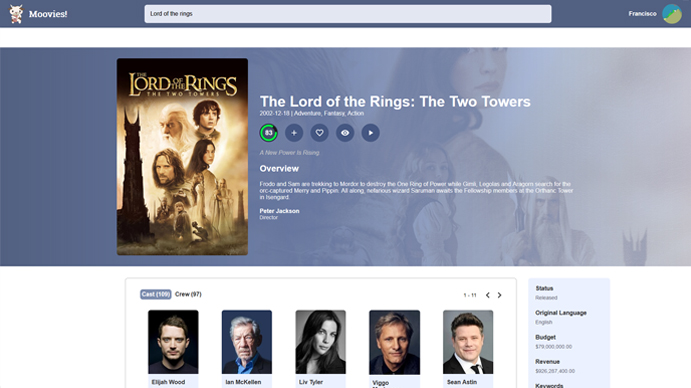 Moovies!
Lord of the rings
Francisco
THE
LORD OF THE RINGS
THE TWO TOWERS
The Lord of the Rings: The Two Towers
2002-12-18 | Adventure, Fantasy, Action
83
A New Power Is Rising.
Overview
Frodo and Sam are trekking to Mordor to destroy the One Ring of Power while Gimli, Legolas and Aragorn search for the
orc-captured Merry and Pippin. All along, nefarious wizard Saruman awaits the Fellowship members at the Orthanc Tower
in Isengard.
Peter Jackson
Director
Cast (109) Crew (97)
1 - 11
Elijah Wood
Ian McKellen
Liv Tyler
Viggo
Sean Astin
Status
Released
Original Language
English
Budget
$79,000,000.00
Revenue
$926,287,400.00
Keywords